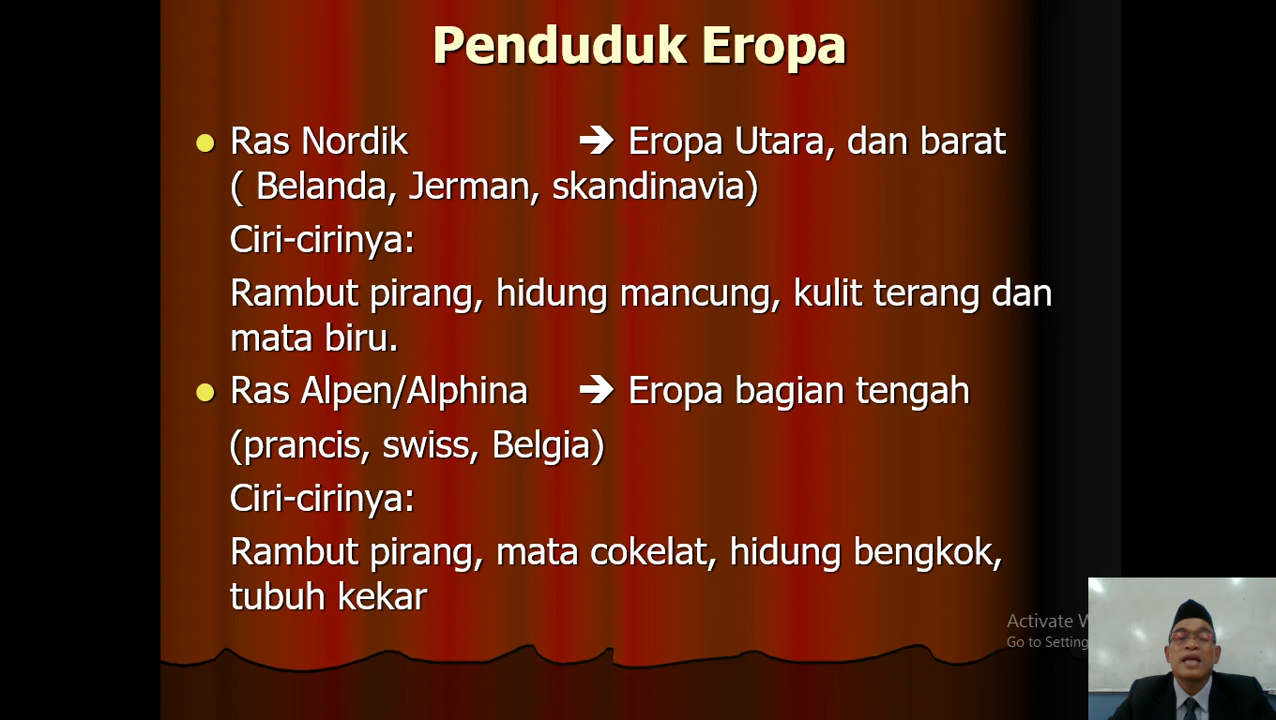 Penduduk Eropa
Ras Nordik ➔ Eropa Utara, dan barat
( Belanda, Jerman, skandinavia)
Ciri-cirinya:
Rambut pirang, hidung mancung, kulit terang dan
mata biru.
Ras Alpen/Alphina ➔ Eropa bagian tengah
(prancis, swiss, Belgia)
Ciri-cirinya:
Rambut pirang, mata cokelat, hidung bengkok,
tubuh kekar
Activate
Go to Setting